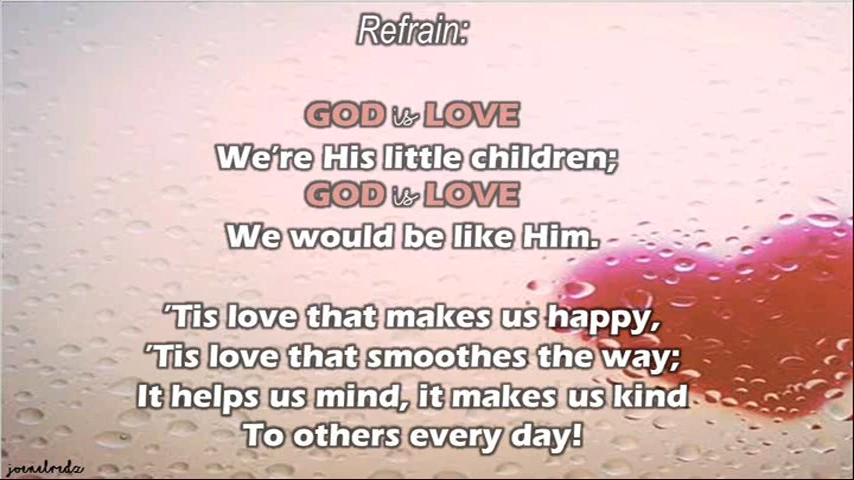 Refrain:
GOD is LOVE
We're His little children;
GOD is LOVE
We would be like Him.
'Tis love that makes us happy,
'Tis love that smoothes the way;
It helps us mind, it makes us kind
To others every day!
joenelredz